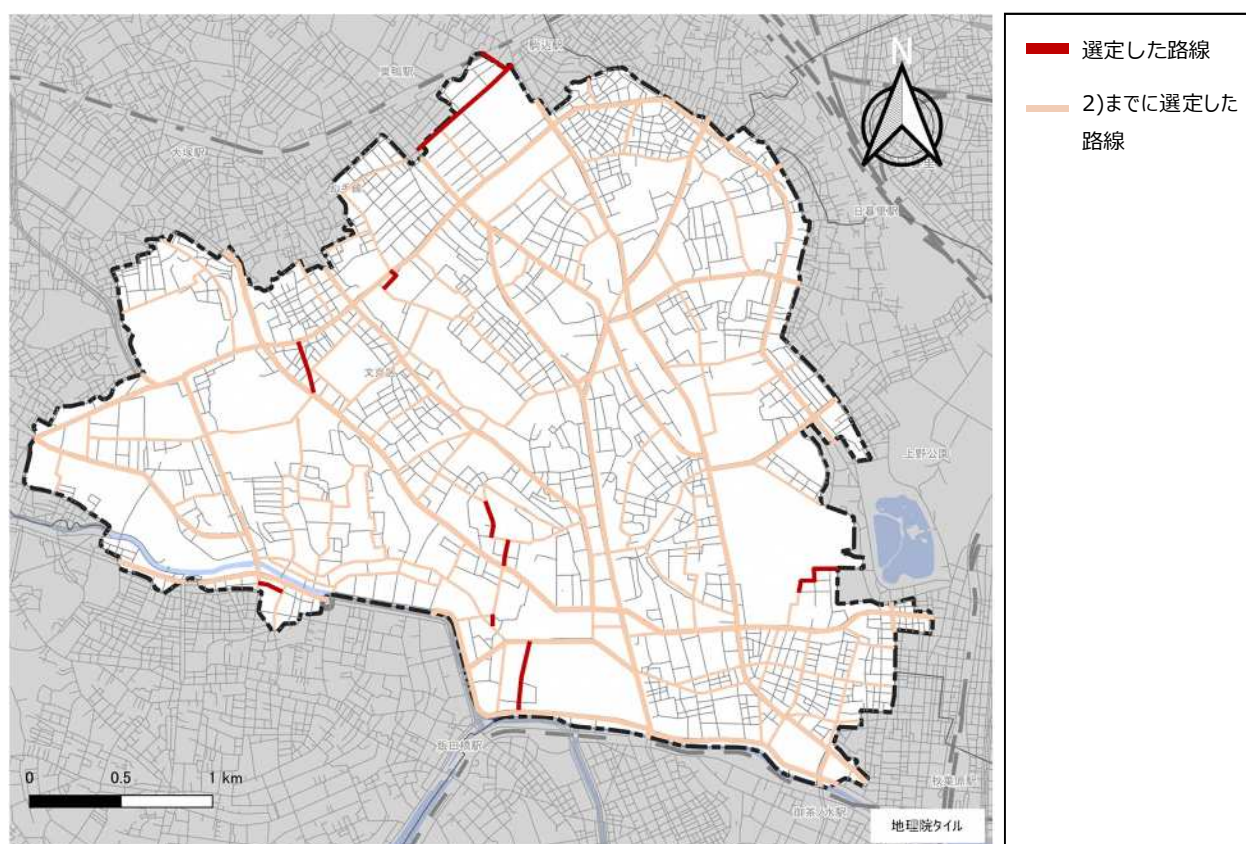 駒込駅
巣鴨駅
N
大塚駅
山手線
日暮里駅
文京区
上野公園
飯田橋駅
秋葉原駅
御茶ノ水駅
0 0.5 1 km
地理院タイル
選定した路線
2)までに選定した
路線